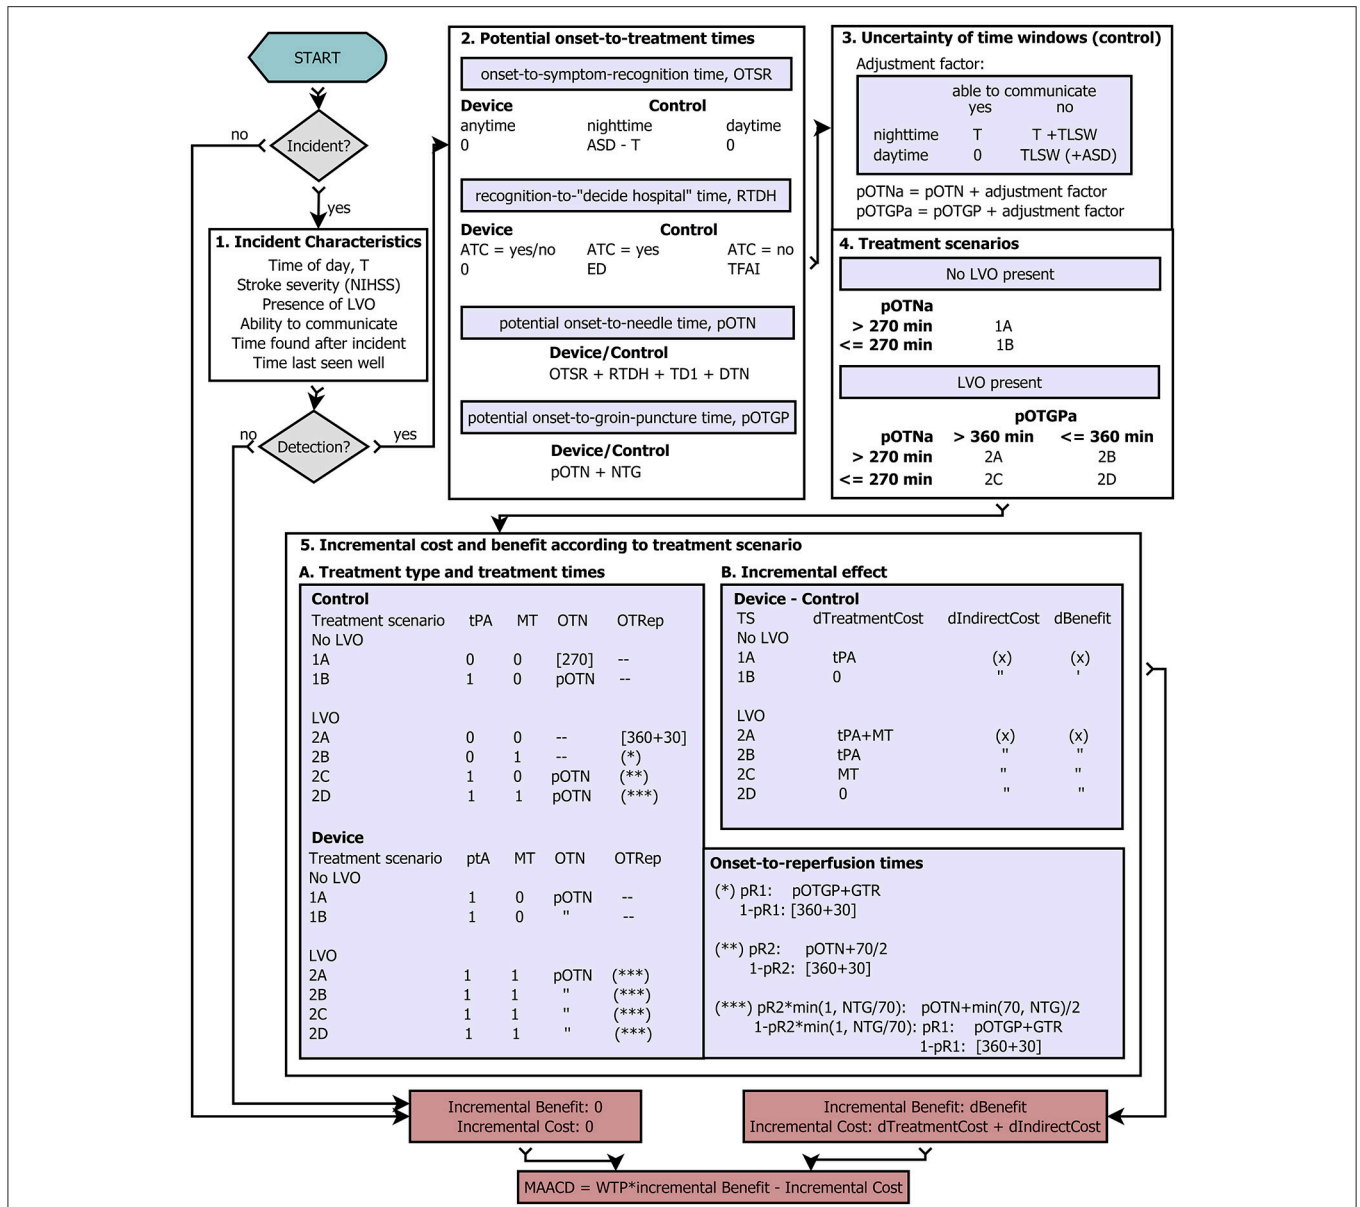 START
no
Incident?
yes
1. Incident Characteristics
Time of day, T
Stroke severity (NIHSS)
Presence of LVO
Ability to communicate
Time found after incident
Time last seen well
no
Detection?
yes
2. Potential onset-to-treatment times
onset-to-symptom-recognition time, OTSR
Device Control
anytime nighttime daytime
0 ASD - T 0
recognition-to-"decide hospital" time, RTDH
Device Control
ATC = yes/no ATC = yes ATC = no
0 ED TFAI
potential onset-to-needle time, pOTN
Device/Control
OTSR + RTDH + TD1 + DTN
potential onset-to-groin-puncture time, pOTGP
Device/Control
pOTN + NTG
3. Uncertainty of time windows (control)
Adjustment factor:
able to communicate
yes no
nighttime T T +TLSW
daytime 0 TLSW (+ASD)
pOTNa = pOTN + adjustment factor
pOTGPa = pOTGP + adjustment factor
4. Treatment scenarios
No LVO present
pOTNa
> 270 min 1A
<= 270 min 1B
LVO present
pOTGPa
pOTNa > 360 min <= 360 min
> 270 min 2A 2B
<= 270 min 2C 2D
5. Incremental cost and benefit according to treatment scenario
A. Treatment type and treatment times
Control
Treatment scenario tPA MT OTN OTRep
No LVO
1A 0 0 [270] --
1B 1 0 pOTN --
LVO
2A 0 0 -- [360+30]
2B 0 1 -- (*)
2C 1 0 pOTN (**)
2D 1 1 pOTN (***)
Device
Treatment scenario ptA MT OTN OTRep
No LVO
1A 1 0 pOTN --
1B 1 0 " --
LVO
2A 1 1 pOTN (***)
2B 1 1 " (***)
2C 1 1 " (***)
2D 1 1 " (***)
B. Incremental effect
Device - Control
TS dTreatmentCost dIndirectCost dBenefit
No LVO
1A tPA (x) (x)
1B 0 " '
LVO
2A tPA+MT (x) (x)
2B tPA " "
2C MT " "
2D 0 " "
Onset-to-reperfusion times
(*) pR1: pOTGP+GTR
1-pR1: [360+30]
(**) pR2: pOTN+70/2
1-pR2: [360+30]
(***) pR2*min(1, NTG/70): pOTN+min(70, NTG)/2
1-pR2*min(1, NTG/70): pR1: pOTGP+GTR
1-pR1: [360+30]
Incremental Benefit: 0
Incremental Cost: 0
Incremental Benefit: dBenefit
Incremental Cost: dTreatmentCost + dIndirectCost
MAACD = WTP*incremental Benefit - Incremental Cost